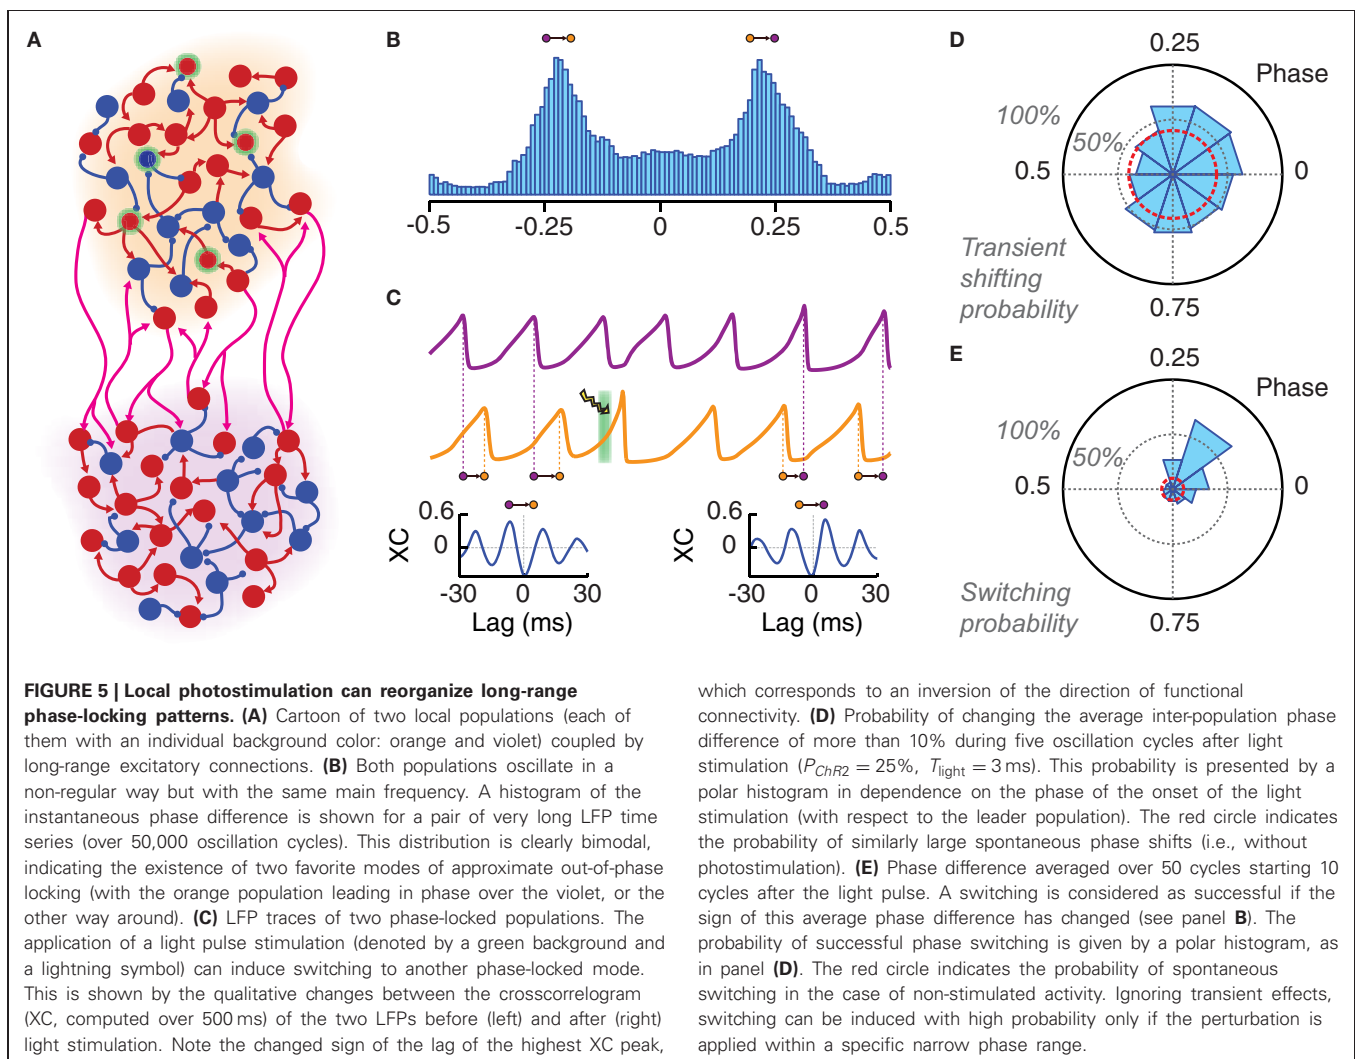 A
B
-0.5
-0.25
0
0.25
0.5
C
XC
0.6
0
-30
0
30
Lag (ms)
XC
0.6
0
-30
0
30
Lag (ms)
D
0.25
Phase
100%
50%
0.5
0
Transient
shifting
probability
0.75
E
0.25
Phase
100%
50%
0.5
0
Switching
probability
0.75
FIGURE 5 | Local photostimulation can reorganize long-range
phase-locking patterns. (A) Cartoon of two local populations (each of
them with an individual background color: orange and violet) coupled by
long-range excitatory connections. (B) Both populations oscillate in a
non-regular way but with the same main frequency. A histogram of the
instantaneous phase difference is shown for a pair of very long LFP time
series (over 50,000 oscillation cycles). This distribution is clearly bimodal,
indicating the existence of two favorite modes of approximate out-of-phase
locking (with the orange population leading in phase over the violet, or the
other way around). (C) LFP traces of two phase-locked populations. The
application of a light pulse stimulation (denoted by a green background and
a lightning symbol) can induce switching to another phase-locked mode.
This is shown by the qualitative changes between the crosscorrelogram
(XC, computed over 500 ms) of the two LFPs before (left) and after (right)
light stimulation. Note the changed sign of the lag of the highest XC peak,
which corresponds to an inversion of the direction of functional
connectivity. (D) Probability of changing the average inter-population phase
difference of more than 10% during five oscillation cycles after light
stimulation (PChR2 = 25%, Tlight = 3 ms). This probability is presented by a
polar histogram in dependence on the phase of the onset of the light
stimulation (with respect to the leader population). The red circle indicates
the probability of similarly large spontaneous phase shifts (i.e., without
photostimulation). (E) Phase difference averaged over 50 cycles starting 10
cycles after the light pulse. A switching is considered as successful if the
sign of this average phase difference has changed (see panel B). The
probability of successful phase switching is given by a polar histogram, as
in panel (D). The red circle indicates the probability of spontaneous
switching in the case of non-stimulated activity. Ignoring transient effects,
switching can be induced with high probability only if the perturbation is
applied within a specific narrow phase range.